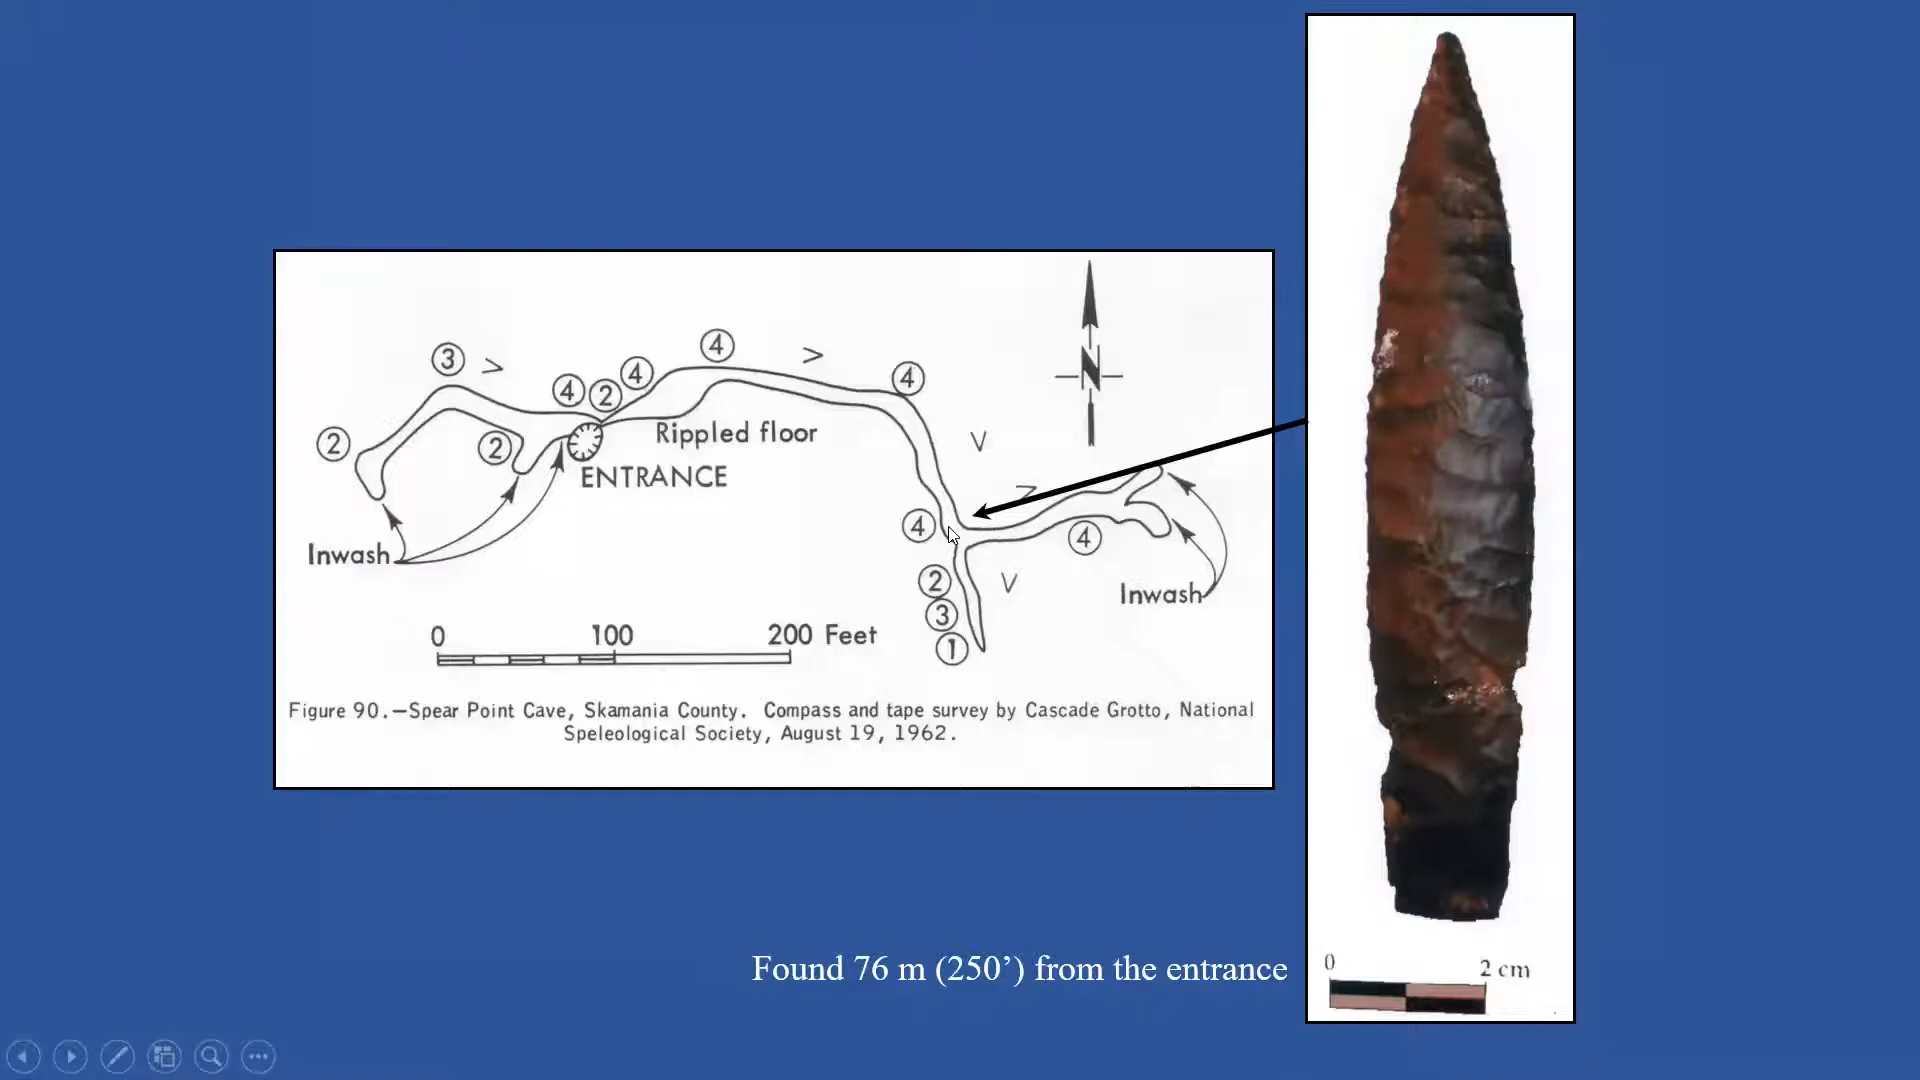 3 >
4 2 4
4
>
4
N
2
2
Rippled floor
V
ENTRANCE
>
4
4
Inwash
2
V
3
1
Inwash
0 100 200 Feet
Figure 90.—Spear Point Cave, Skamania County. Compass and tape survey by Cascade Grotto, National
Speleological Society, August 19, 1962.
Found 76 m (250’) from the entrance
0 2 cm